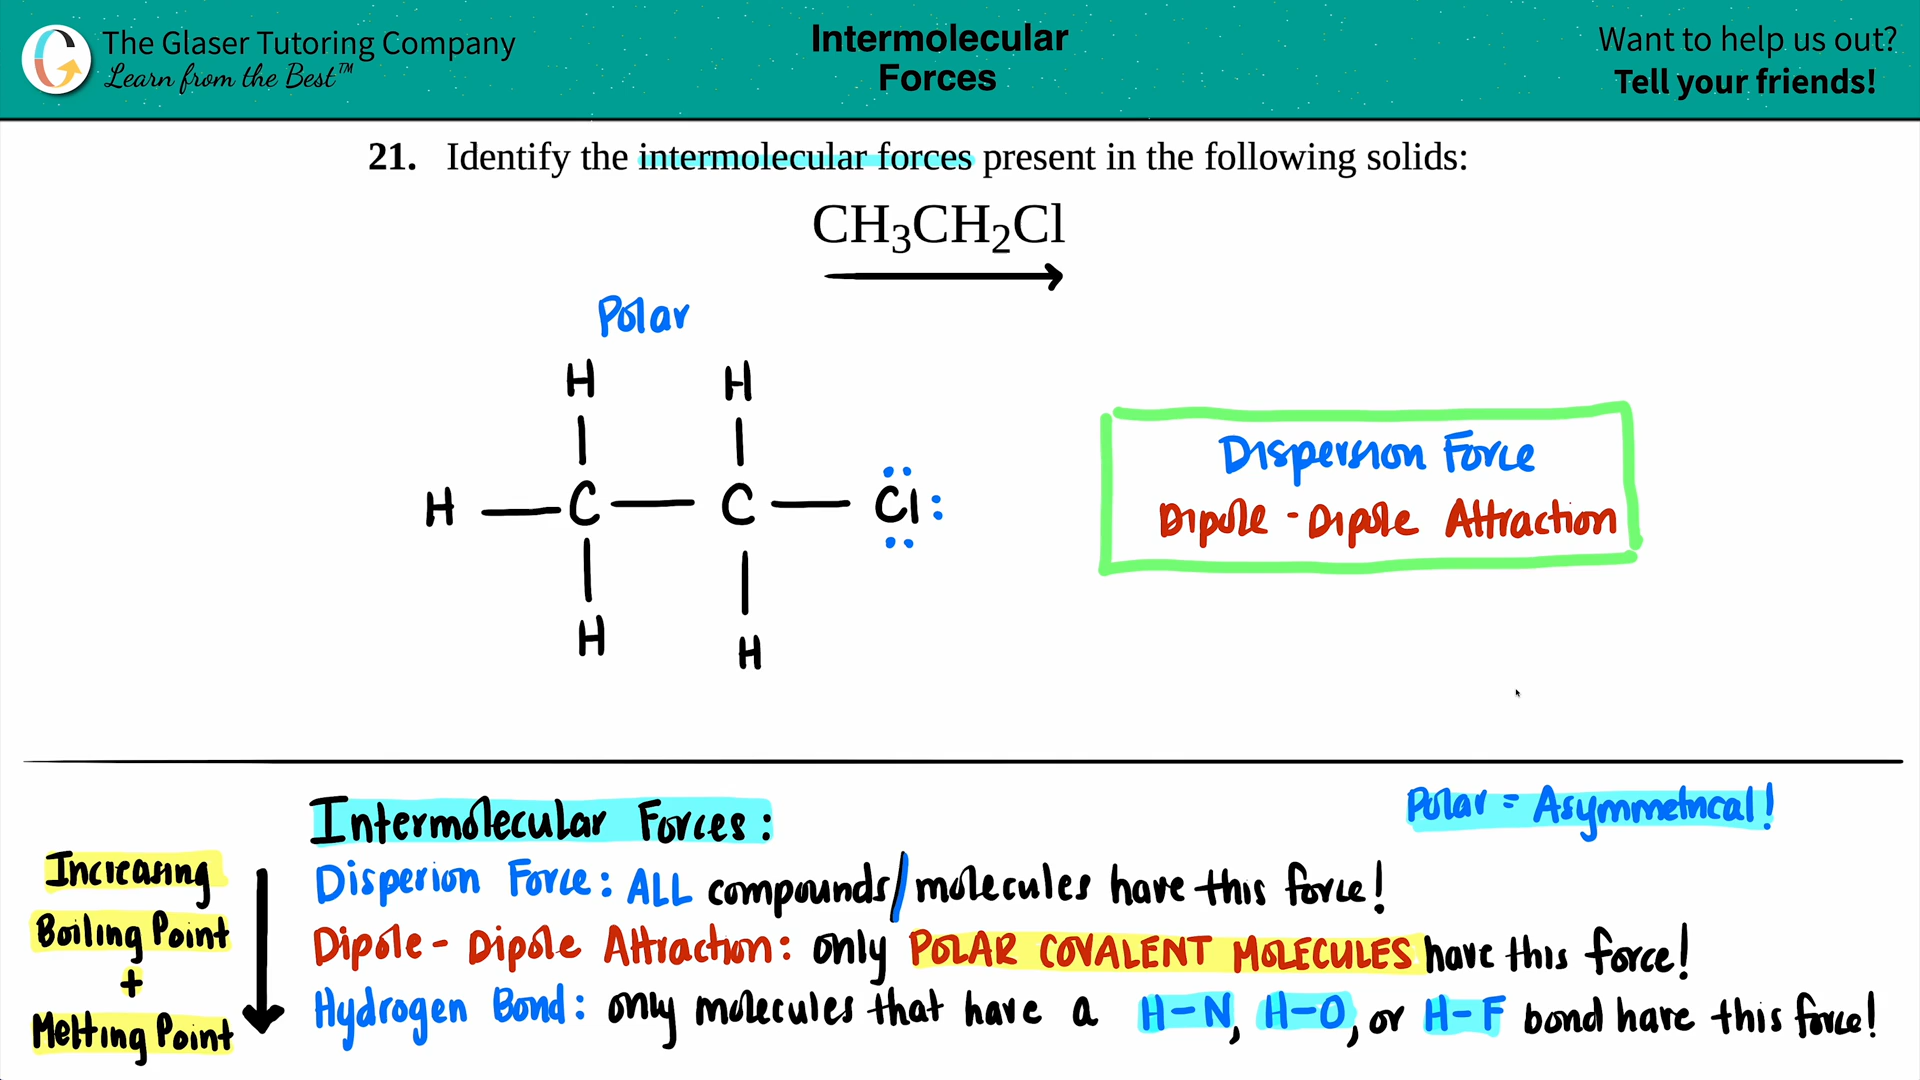 The Glaser Tutoring Company
Learn from the Best™
Intermolecular
Forces
Want to help us out?
Tell your friends!
21. Identify the intermolecular forces present in the following solids:
CH₃CH₂Cl
Polar
H H
H — C — C — Cl
H H
Dispersion Force
Dipole - Dipole Attraction
Polar = Asymmetrical!
Intermolecular Forces:
Disperion Force: ALL compounds/molecules have this force!
Dipole - Dipole Attraction: only POLAR COVALENT MOLECULES have this force!
Hydrogen Bond: only molecules that have a H-N, H-O, or H-F bond have this force!
Increasing
Boiling Point
+
Melting Point